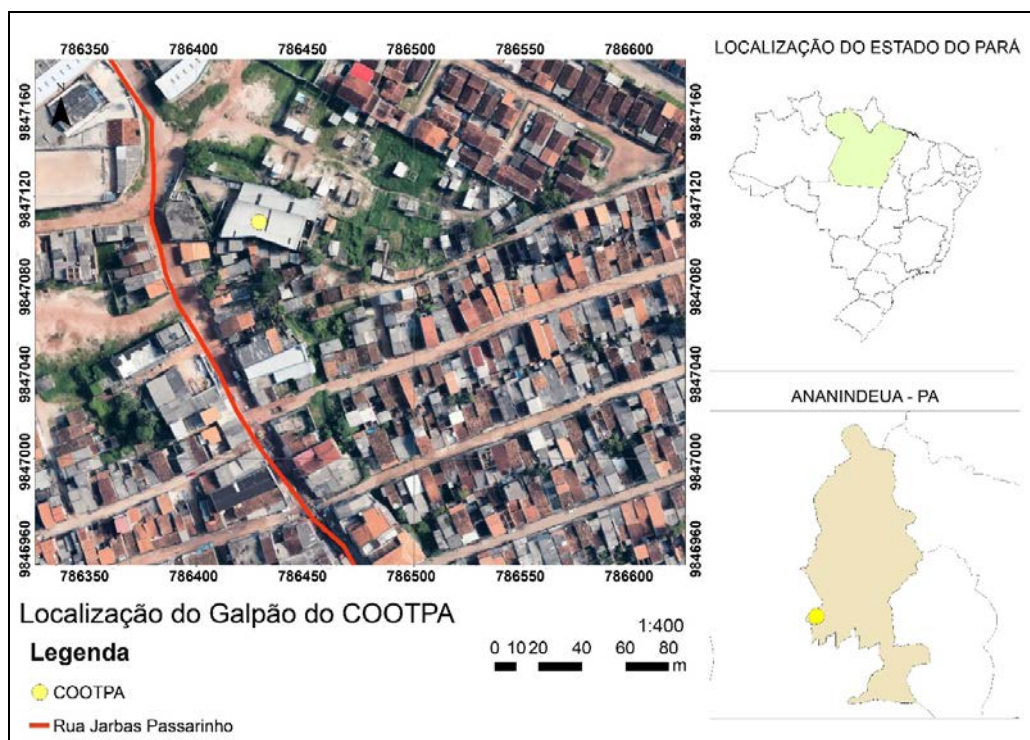 786350 786400 786450 786500 786550 786600
9847160
9847120
9847080
9847040
9847000
9846960
N
9847160
9847120
9847080
9847040
9847000
9846960
786350 786400 786450 786500 786550 786600
Localização do Galpão do COOTPA
Legenda
COOTPA
Rua Jarbas Passarinho
1:400
0 10 20 40 60 80
m
LOCALIZAÇÃO DO ESTADO DO PARÁ
ANANINDEUA - PA